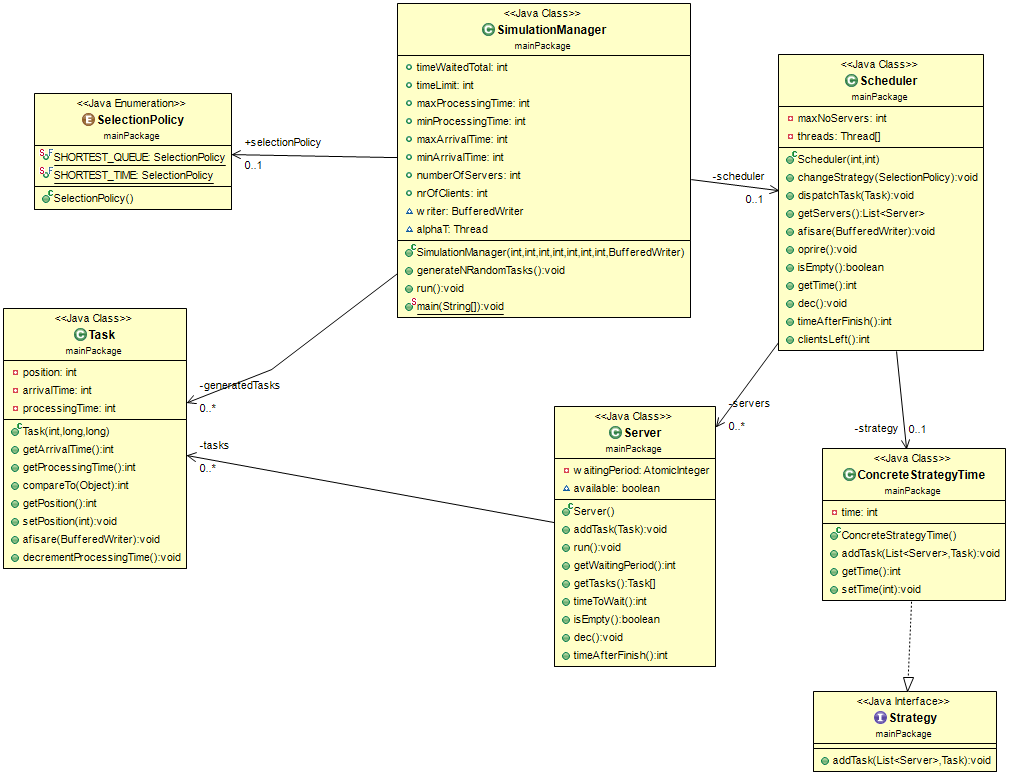 <<Java Class>>
SimulationManager
mainPackage
timeWaitedTotal: int
timeLimit: int
maxProcessingTime: int
minProcessingTime: int
maxArrivalTime: int
minArrivalTime: int
numberOfServers: int
nrOfClients: int
writer: BufferedWriter
alphaT: Thread
SimulationManager(int,int,int,int,int,int,int,BufferedWriter)
generateNRandomTasks():void
run():void
main(String[]):void
<<Java Enumeration>>
SelectionPolicy
mainPackage
SHORTEST_QUEUE: SelectionPolicy
SHORTEST_TIME: SelectionPolicy
SelectionPolicy()
+selectionPolicy
0..1
-scheduler
0..1
<<Java Class>>
Scheduler
mainPackage
maxNoServers: int
threads: Thread[]
Scheduler(int,int)
changeStrategy(SelectionPolicy):void
dispatchTask(Task):void
getServers():List<Server>
afisare(BufferedWriter):void
oprire():void
isEmpty():boolean
getTime():int
dec():void
timeAfterFinish():int
clientsLeft():int
<<Java Class>>
Task
mainPackage
position: int
arrivalTime: int
processingTime: int
Task(int,long,long)
getArrivalTime():int
getProcessingTime():int
compareTo(Object):int
getPosition():int
setPosition(int):void
afisare(BufferedWriter):void
decrementProcessingTime():void
-generatedTasks
0..*
-tasks
0..*
<<Java Class>>
Server
mainPackage
waitingPeriod: AtomicInteger
available: boolean
Server()
addTask(Task):void
run():void
getWaitingPeriod():int
getTasks():Task[]
timeToWait():int
isEmpty():boolean
dec():void
timeAfterFinish():int
-servers
0..*
-strategy
0..1
<<Java Class>>
ConcreteStrategyTime
mainPackage
time: int
ConcreteStrategyTime()
addTask(List<Server>,Task):void
getTime():int
setTime(int):void
<<Java Interface>>
Strategy
mainPackage
addTask(List<Server>,Task):void